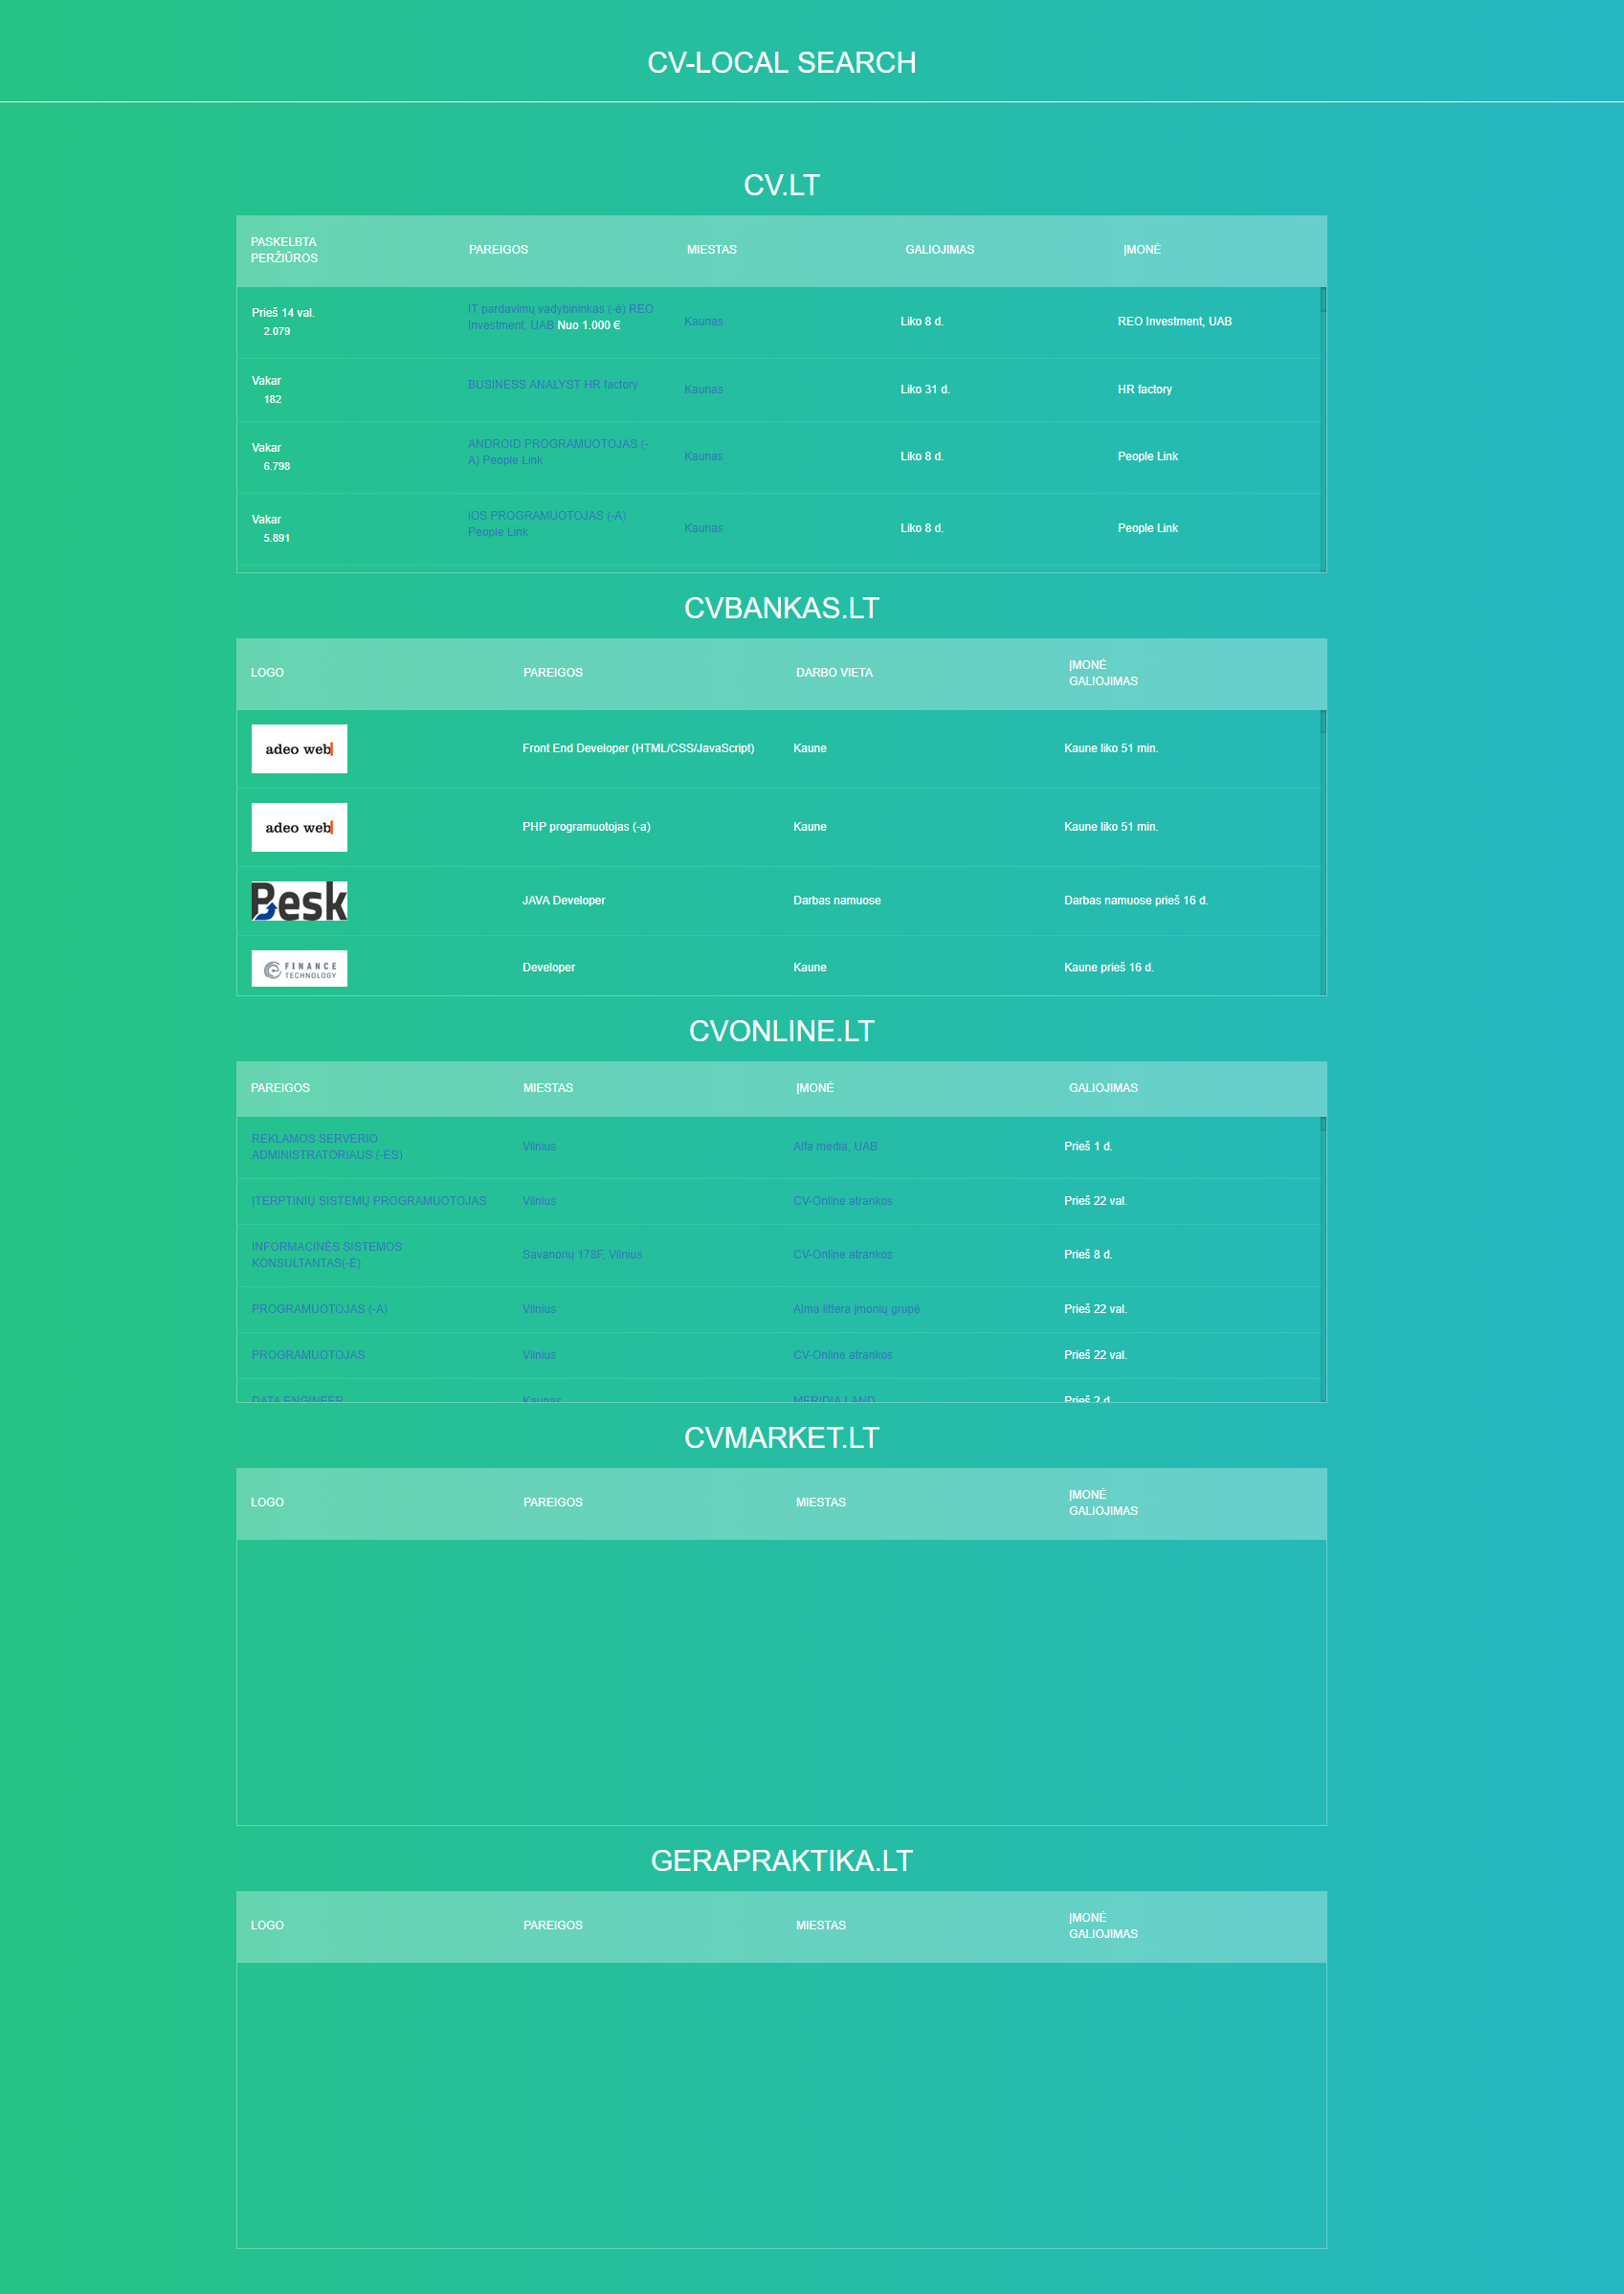 CV-LOCAL SEARCH
CV.LT
PASKELBTA
PERŽIŪROS
PAREIGOS
MIESTAS
GALIOJIMAS
ĮMONĖ
Prieš 14 val.
2.079
IT pardavimų vadybininkas (-ė) REO
Investment, UAB Nuo 1.000 €
Kaunas
Liko 8 d.
REO Investment, UAB
Vakar
182
BUSINESS ANALYST HR factory
Kaunas
Liko 31 d.
HR factory
Vakar
6.798
ANDROID PROGRAMUOTOJAS (-
A) People Link
Kaunas
Liko 8 d.
People Link
Vakar
5.891
iOS PROGRAMUOTOJAS (-A)
People Link
Kaunas
Liko 8 d.
People Link
CVBANKAS.LT
LOGO
PAREIGOS
DARBO VIETA
ĮMONĖ
GALIOJIMAS
adeo web
Front End Developer (HTML/CSS/JavaScript)
Kaune
Kaune liko 51 min.
adeo web
PHP programuotojas (-a)
Kaune
Kaune liko 51 min.
Besk
JAVA Developer
Darbas namuose
Darbas namuose prieš 16 d.
FINANCE
TECHNOLOGY
Developer
Kaune
Kaune prieš 16 d.
CVONLINE.LT
PAREIGOS
MIESTAS
ĮMONĖ
GALIOJIMAS
REKLAMOS SERVERIO
ADMINISTRATORIAUS (-ĖS)
Vilnius
Alfa media, UAB
Prieš 1 d.
ĮTERPTINIŲ SISTEMŲ PROGRAMUOTOJAS
Vilnius
CV-Online atrankos
Prieš 22 val.
INFORMACINĖS SISTEMOS
KONSULTANTAS(-Ė)
Savanorių 178F, Vilnius
CV-Online atrankos
Prieš 8 d.
PROGRAMUOTOJAS (-A)
Vilnius
Alma littera įmonių grupė
Prieš 22 val.
PROGRAMUOTOJAS
Vilnius
CV-Online atrankos
Prieš 22 val.
DATA ENGINEER
Kaunas
MERIDIA LAND
Prieš 2 d.
CVMARKET.LT
LOGO
PAREIGOS
MIESTAS
ĮMONĖ
GALIOJIMAS
GERAPRAKTIKA.LT
LOGO
PAREIGOS
MIESTAS
ĮMONĖ
GALIOJIMAS